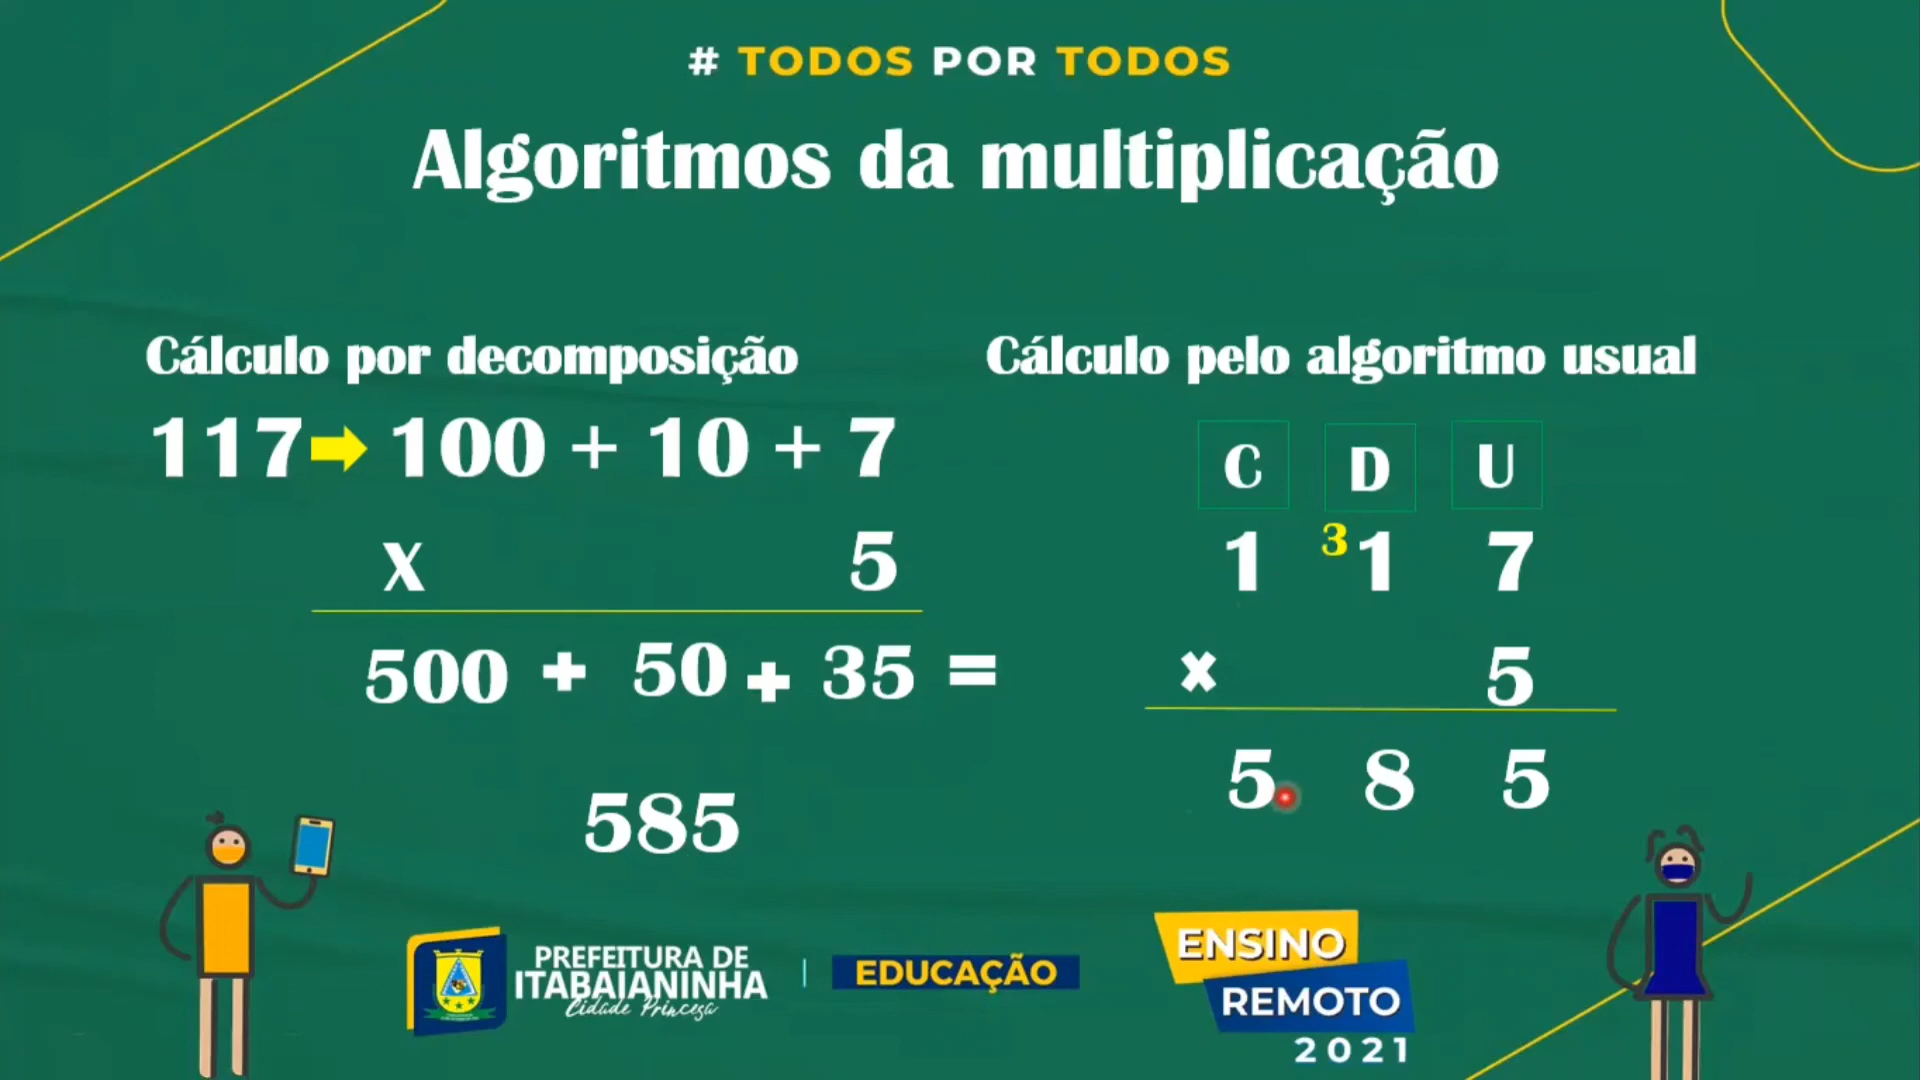 # TODOS POR TODOS
Algoritmos da multiplicação
Cálculo por decomposição
117 100 + 10 + 7
X 5
500 + 50 + 35 =
585
Cálculo pelo algoritmo usual
C D U
1 3 1 7
× 5
5 8 5
PREFEITURA DE
ITABAIANINHA
Cidade Princesa
EDUCAÇÃO
ENSINO
REMOTO
2021